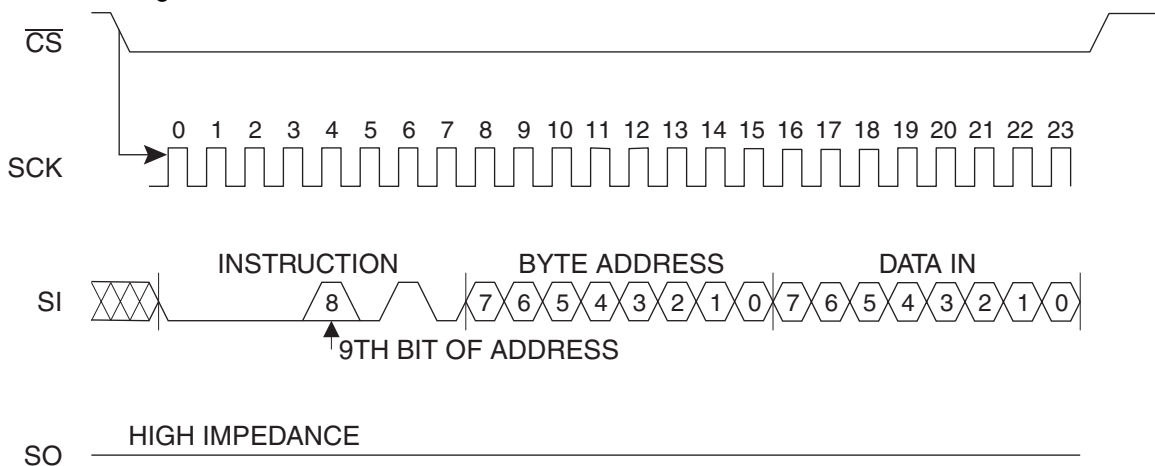 CS
0 1 2 3 4 5 6 7 8 9 10 11 12 13 14 15 16 17 18 19 20 21 22 23
SCK
INSTRUCTION BYTE ADDRESS DATA IN
SI 8 7 6 5 4 3 2 1 0 7 6 5 4 3 2 1 0
9TH BIT OF ADDRESS
HIGH IMPEDANCE
SO